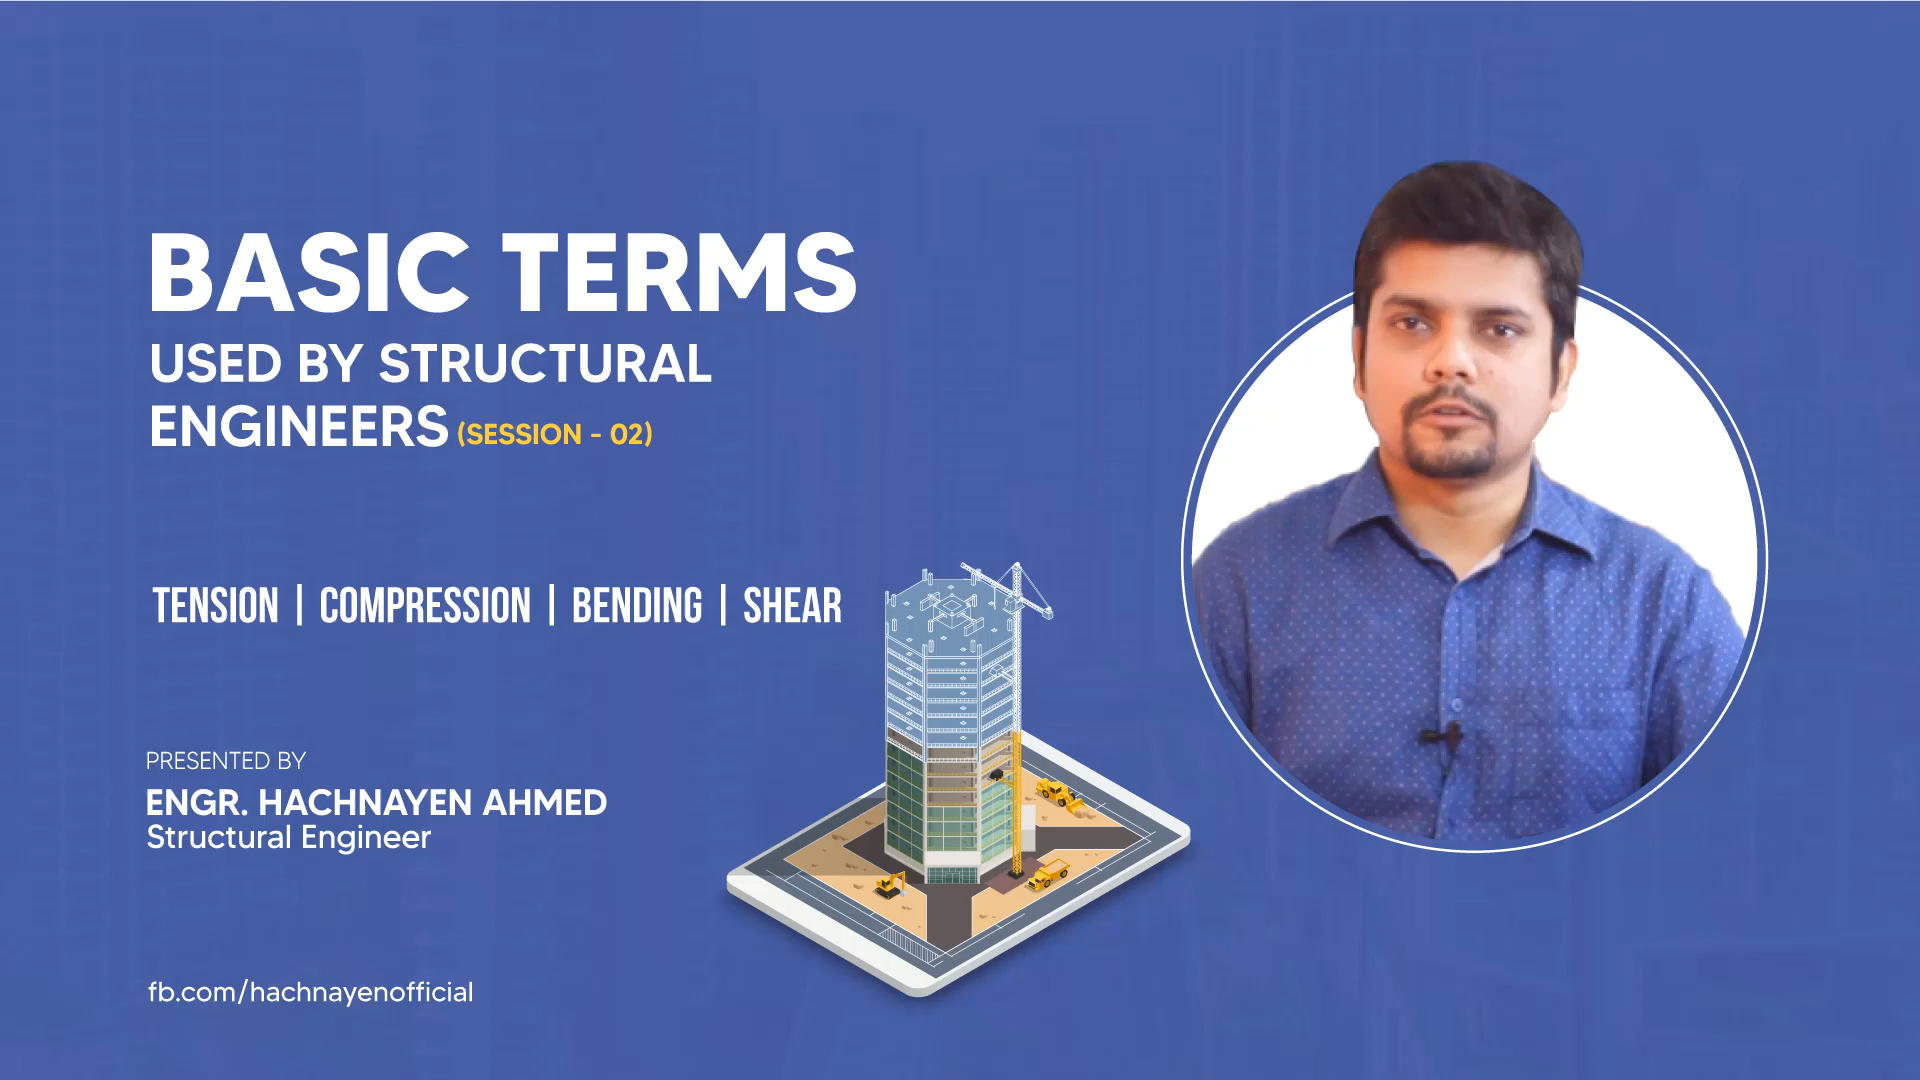 BASIC TERMS
USED BY STRUCTURAL
ENGINEERS (SESSION - 02)
TENSION | COMPRESSION | BENDING | SHEAR
PRESENTED BY
ENGR. HACHNAYEN AHMED
Structural Engineer
fb.com/hachnayenofficial